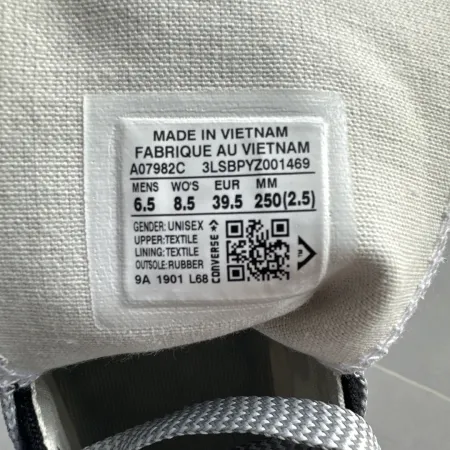 MADE IN VIETNAM
FABRIQUE AU VIETNAM
A07982C 3LSBPYZ001469
MENS WO'S EUR MM
6.5 8.5 39.5 250(2.5)
GENDER: UNISEX
UPPER:TEXTILE
LINING:TEXTILE
OUTSOLE: RUBBER
9A 1901 L68
CONVERSE